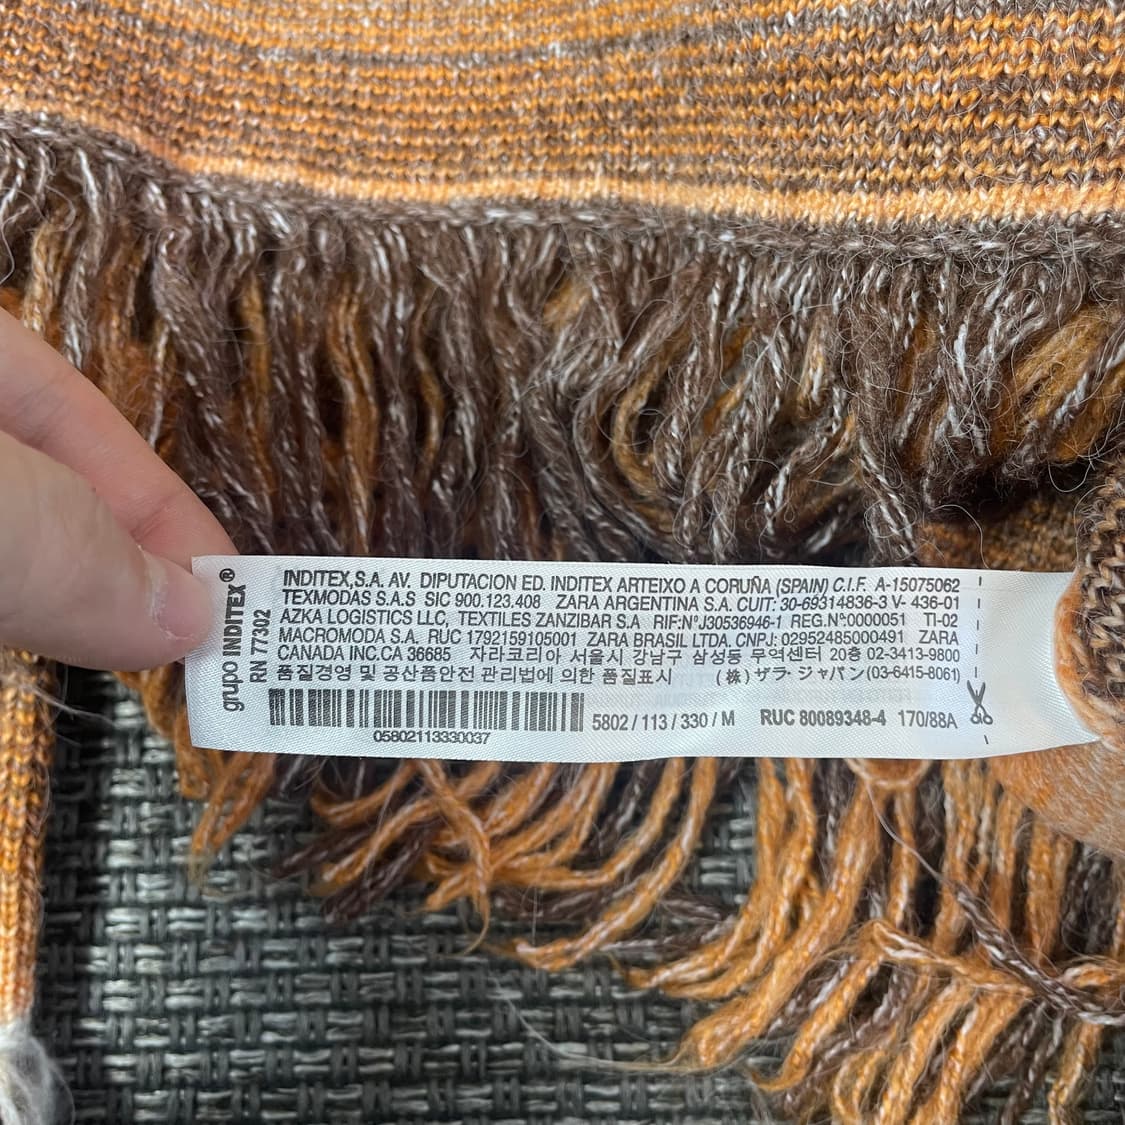 grupo INDITEX®
RN 77302
INDITEX,S.A. AV. DIPUTACION ED. INDITEX ARTEIXO A CORUÑA (SPAIN) C.I.F. A-15075062
TEXMODAS S.A.S SIC 900.123.408 ZARA ARGENTINA S.A. CUIT: 30-69314836-3 V- 436-01
AZKA LOGISTICS LLC, TEXTILES ZANZIBAR S.A RIF:NºJ30536946-1 REG.Nº:0000051 TI-02
MACROMODA S.A. RUC 1792159105001 ZARA BRASIL LTDA. CNPJ: 02952485000491 ZARA
CANADA INC.CA 36685 자라코리아 서울시 강남구 삼성동 무역센터 20층 02-3413-9800
품질경영 및 공산품안전 관리법에 의한 품질표시 (株) ザラ・ジャパン(03-6415-8061)
5802 / 113 / 330 / M RUC 80089348-4 170/88A
05802113330037